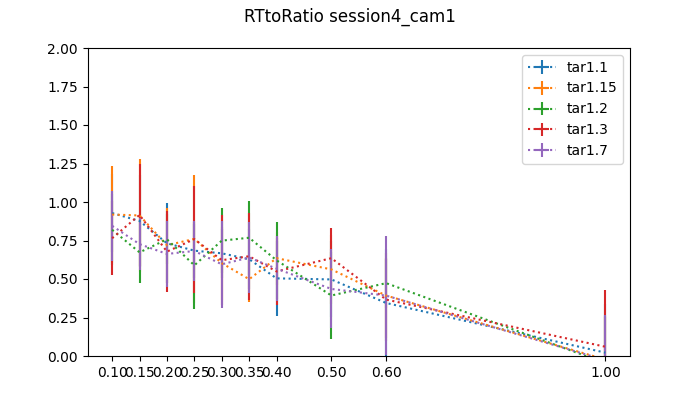 RTtoRatio session4_cam1
2.00
1.75
1.50
1.25
1.00
0.75
0.50
0.25
0.00
tar1.1
tar1.15
tar1.2
tar1.3
tar1.7
0.10 0.15 0.20 0.25 0.30 0.35 0.40 0.50 0.60 1.00